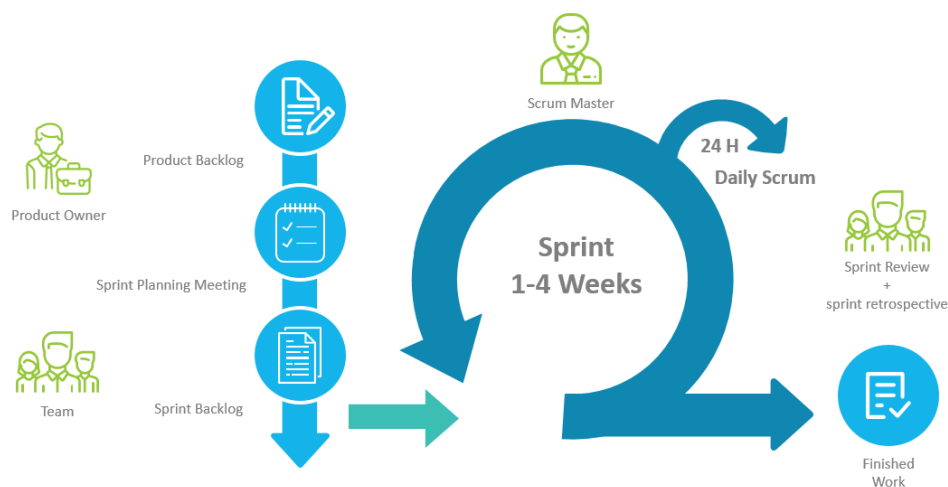 Scrum Master
24 H
Daily Scrum
Product Backlog
Product Owner
Sprint
1-4 Weeks
Sprint Planning Meeting
Sprint Review
+
sprint retrospective
Team
Sprint Backlog
Finished
Work